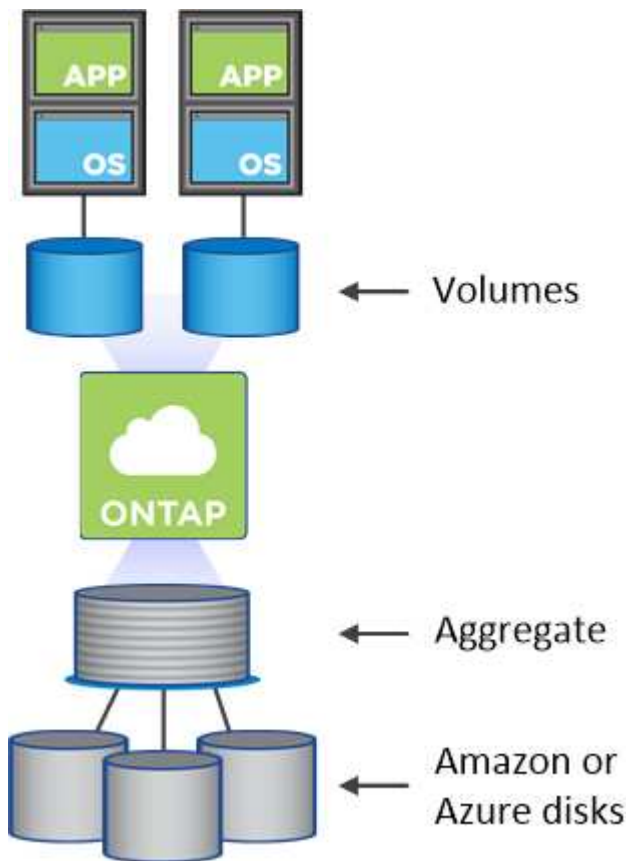 APP
APP
OS
OS
Volumes
ONTAP
Aggregate
Amazon or
Azure disks